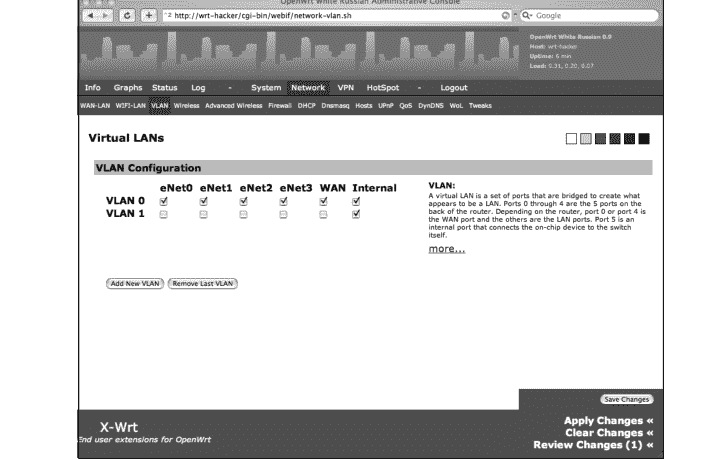 OpenWrt White Russian Administrative Console
http://wrt-hacker/cgi-bin/webif/network-vlan.sh
Google
OpenWrt White Russian 0.9
Host: wrt-hacker
Uptime: 6 min
Load: 0.31, 0.20, 0.07
Info Graphs Status Log - System Network VPN HotSpot - Logout
WAN-LAN WIFI-LAN VLAN Wireless Advanced Wireless Firewall DHCP Dnsmasq Hosts UPnP QoS DynDNS WoL Tweaks
Virtual LANs
VLAN Configuration
eNet0 eNet1 eNet2 eNet3 WAN Internal
VLAN 0
VLAN 1
VLAN:
A virtual LAN is a set of ports that are bridged to create what
appears to be a LAN. Ports 0 through 4 are the 5 ports on the
back of the router. Depending on the router, port 0 or port 4 is
the WAN port and the others are the LAN ports. Port 5 is an
internal port that connects the on-chip device to the switch
itself.
more...
Add New VLAN Remove Last VLAN
Save Changes
X-Wrt
End user extensions for OpenWrt
Apply Changes «
Clear Changes «
Review Changes (1) «